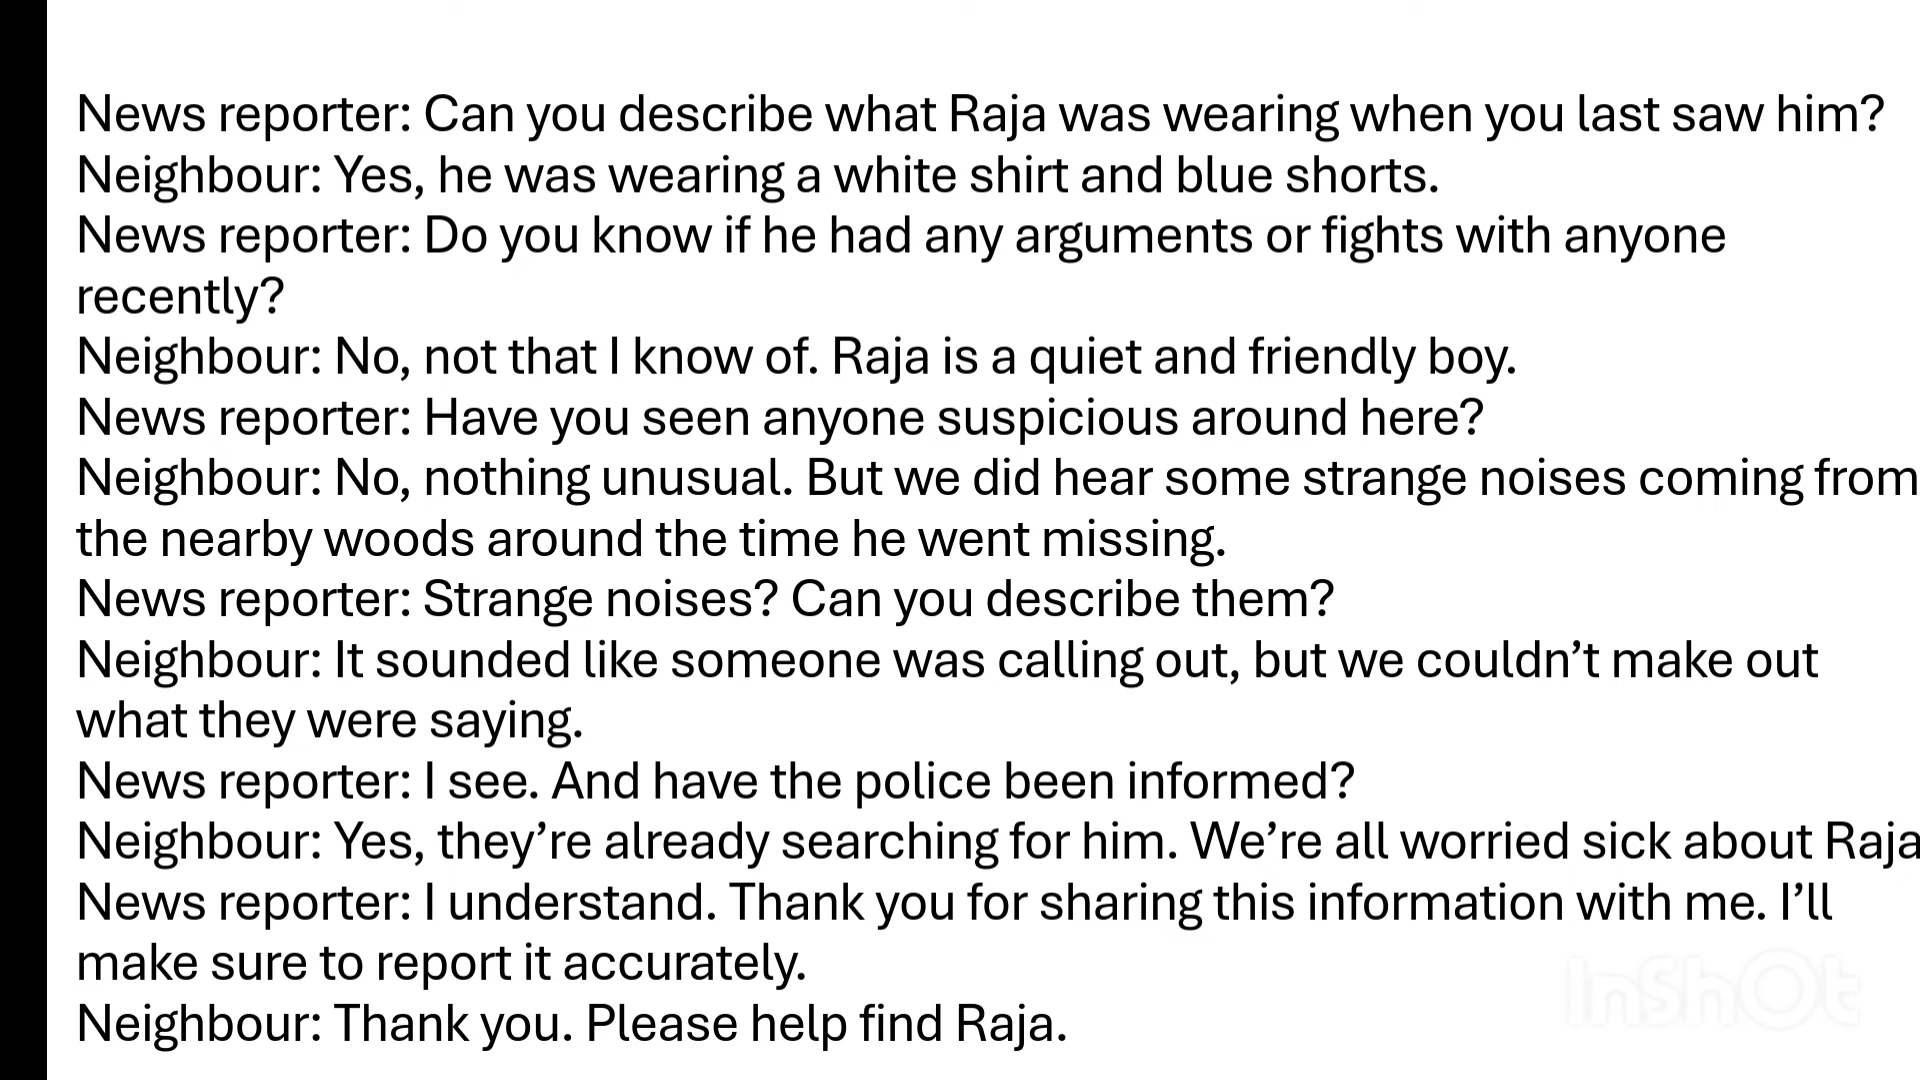 News reporter: Can you describe what Raja was wearing when you last saw him?
Neighbour: Yes, he was wearing a white shirt and blue shorts.
News reporter: Do you know if he had any arguments or fights with anyone
recently?
Neighbour: No, not that I know of. Raja is a quiet and friendly boy.
News reporter: Have you seen anyone suspicious around here?
Neighbour: No, nothing unusual. But we did hear some strange noises coming from
the nearby woods around the time he went missing.
News reporter: Strange noises? Can you describe them?
Neighbour: It sounded like someone was calling out, but we couldn’t make out
what they were saying.
News reporter: I see. And have the police been informed?
Neighbour: Yes, they’re already searching for him. We’re all worried sick about Raja
News reporter: I understand. Thank you for sharing this information with me. I’ll
make sure to report it accurately.
Neighbour: Thank you. Please help find Raja.
InShOt